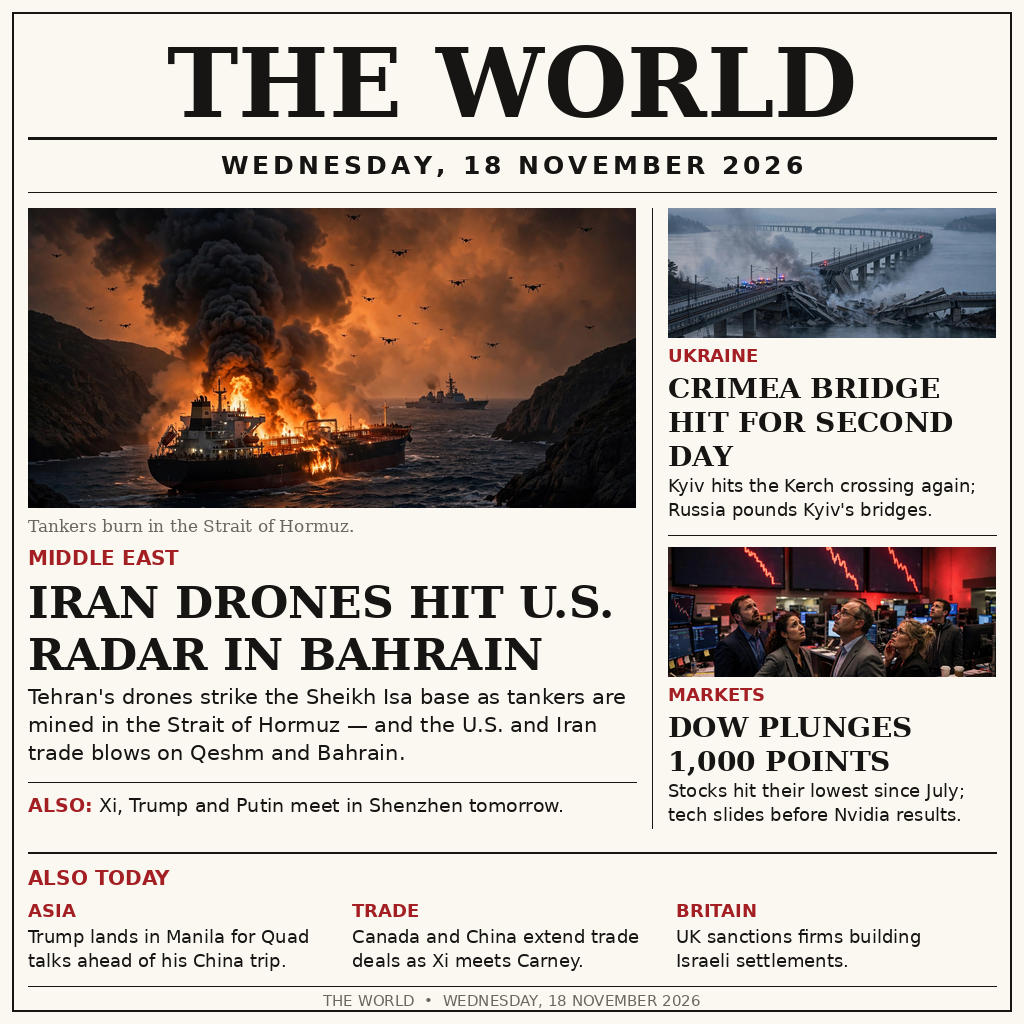 THE WORLD
WEDNESDAY, 18 NOVEMBER 2026
Tankers burn in the Strait of Hormuz.
MIDDLE EAST
IRAN DRONES HIT U.S.
RADAR IN BAHRAIN
Tehran's drones strike the Sheikh Isa base as tankers are
mined in the Strait of Hormuz — and the U.S. and Iran
trade blows on Qeshm and Bahrain.
ALSO: Xi, Trump and Putin meet in Shenzhen tomorrow.
UKRAINE
CRIMEA BRIDGE
HIT FOR SECOND
DAY
Kyiv hits the Kerch crossing again;
Russia pounds Kyiv's bridges.
MARKETS
DOW PLUNGES
1,000 POINTS
Stocks hit their lowest since July;
tech slides before Nvidia results.
ALSO TODAY
ASIA
Trump lands in Manila for Quad
talks ahead of his China trip.
TRADE
Canada and China extend trade
deals as Xi meets Carney.
BRITAIN
UK sanctions firms building
Israeli settlements.
THE WORLD • WEDNESDAY, 18 NOVEMBER 2026